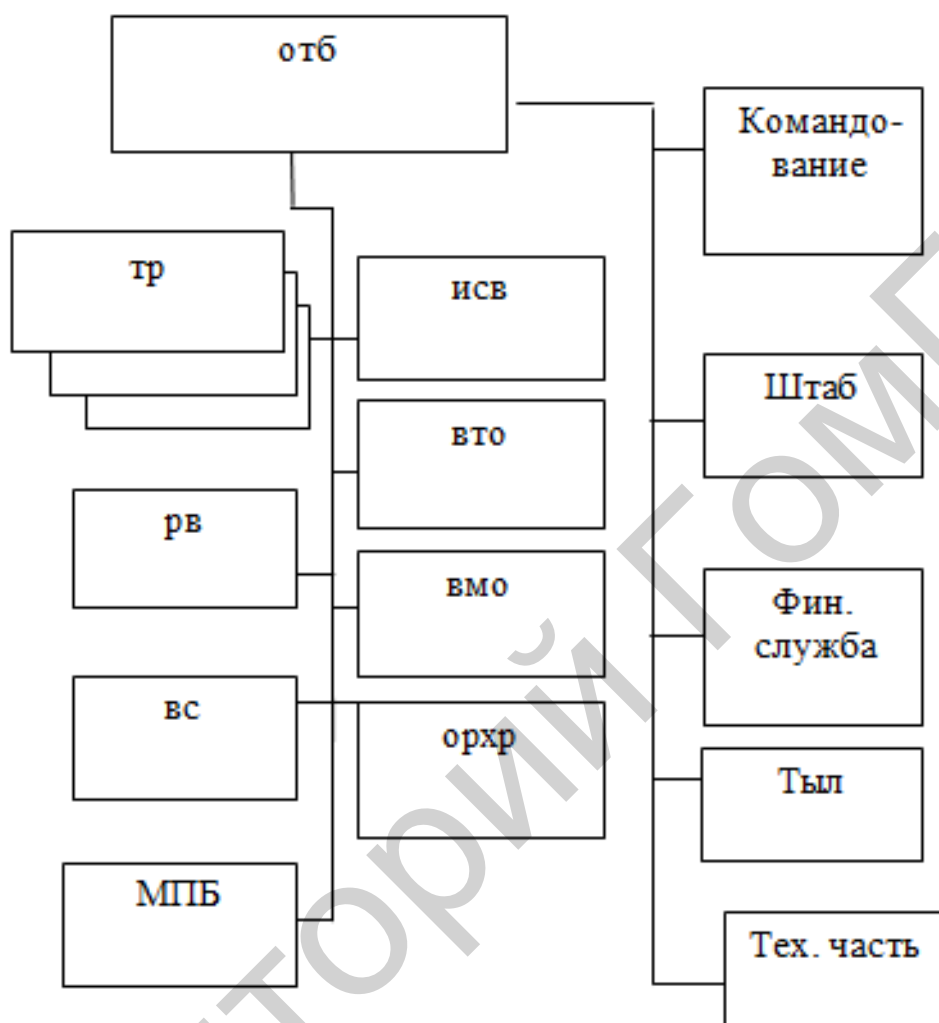 отб
Командо-
вание
тр
исв
Штаб
вто
рв
вмо
Фин.
служба
вс
орхр
Тыл
МПБ
Тех. часть